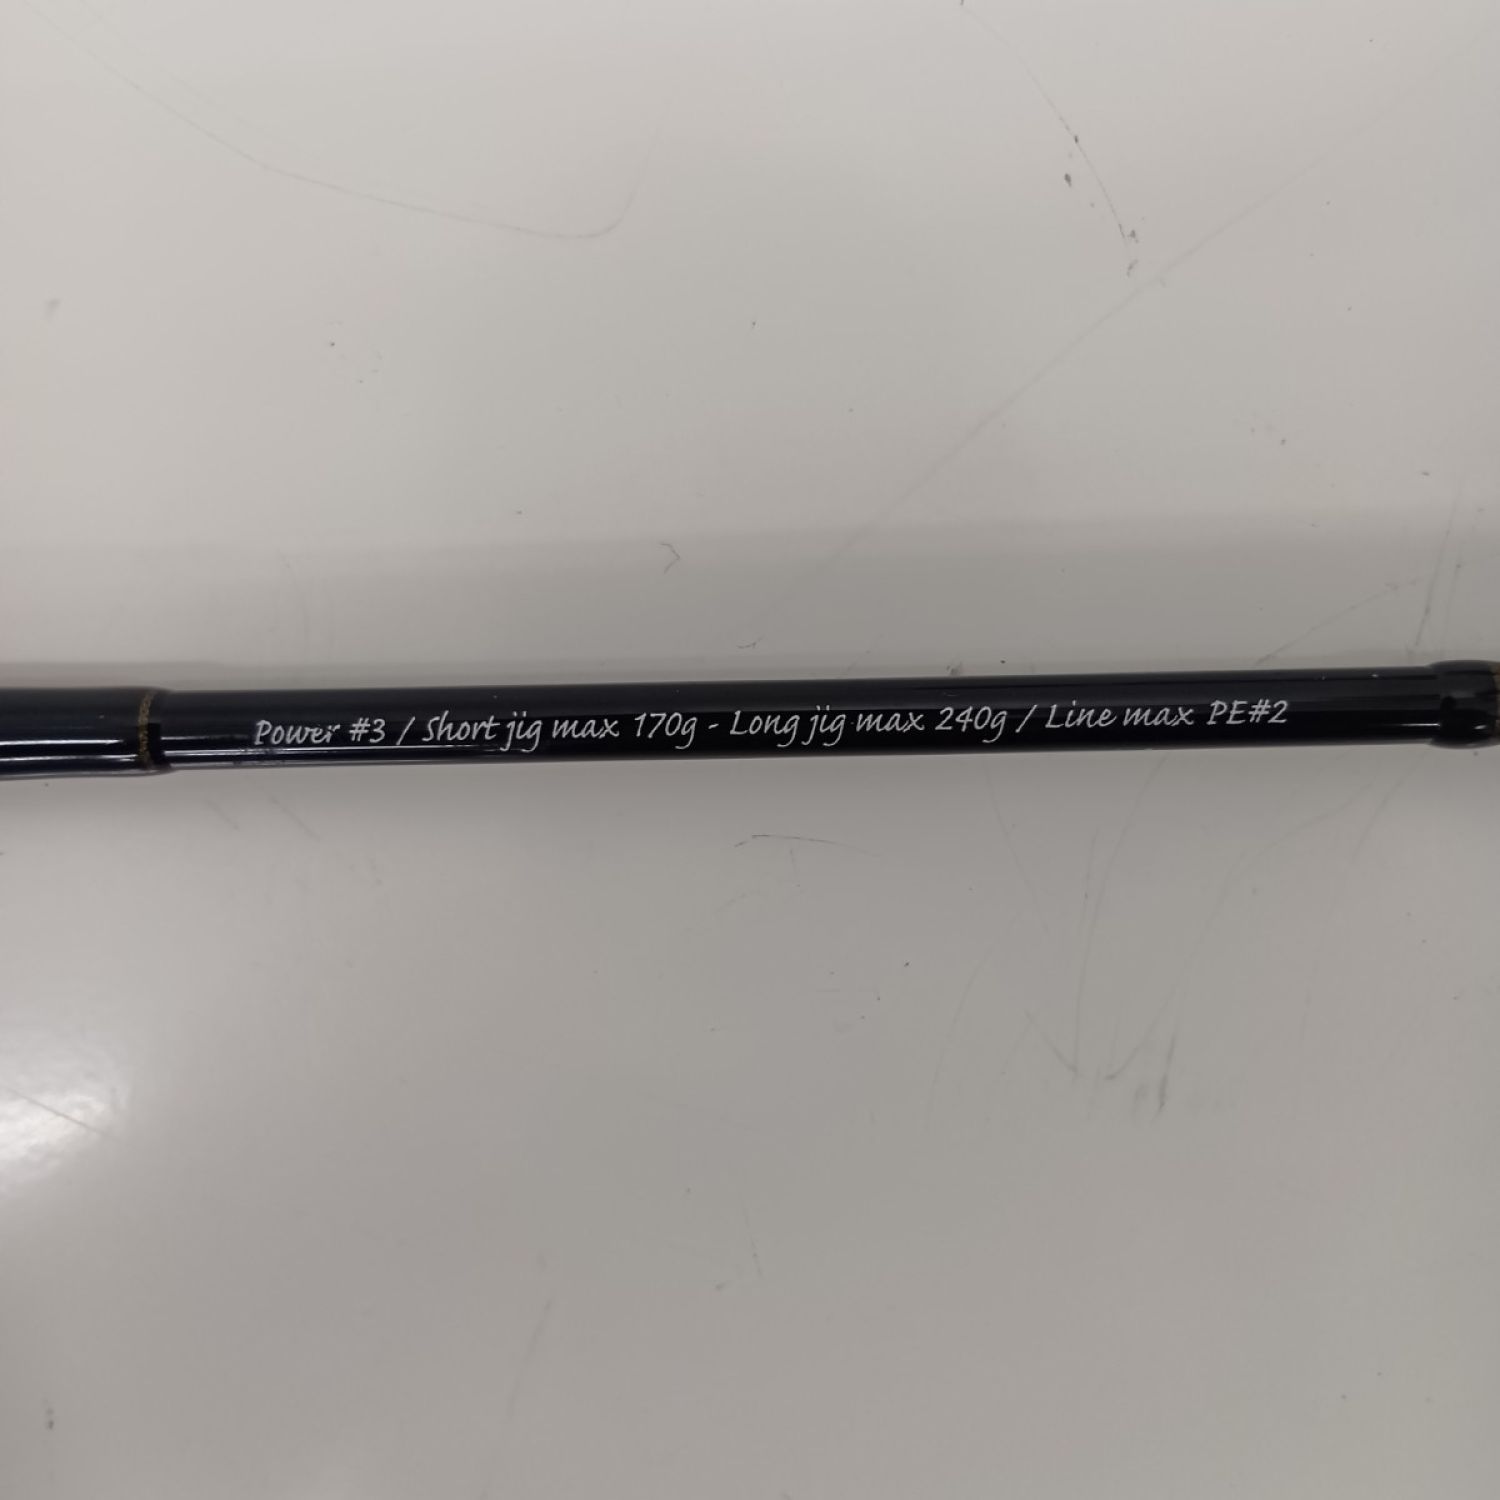 Power #3 / Short jig max 170g - Long jig max 240g / Line max PE#2